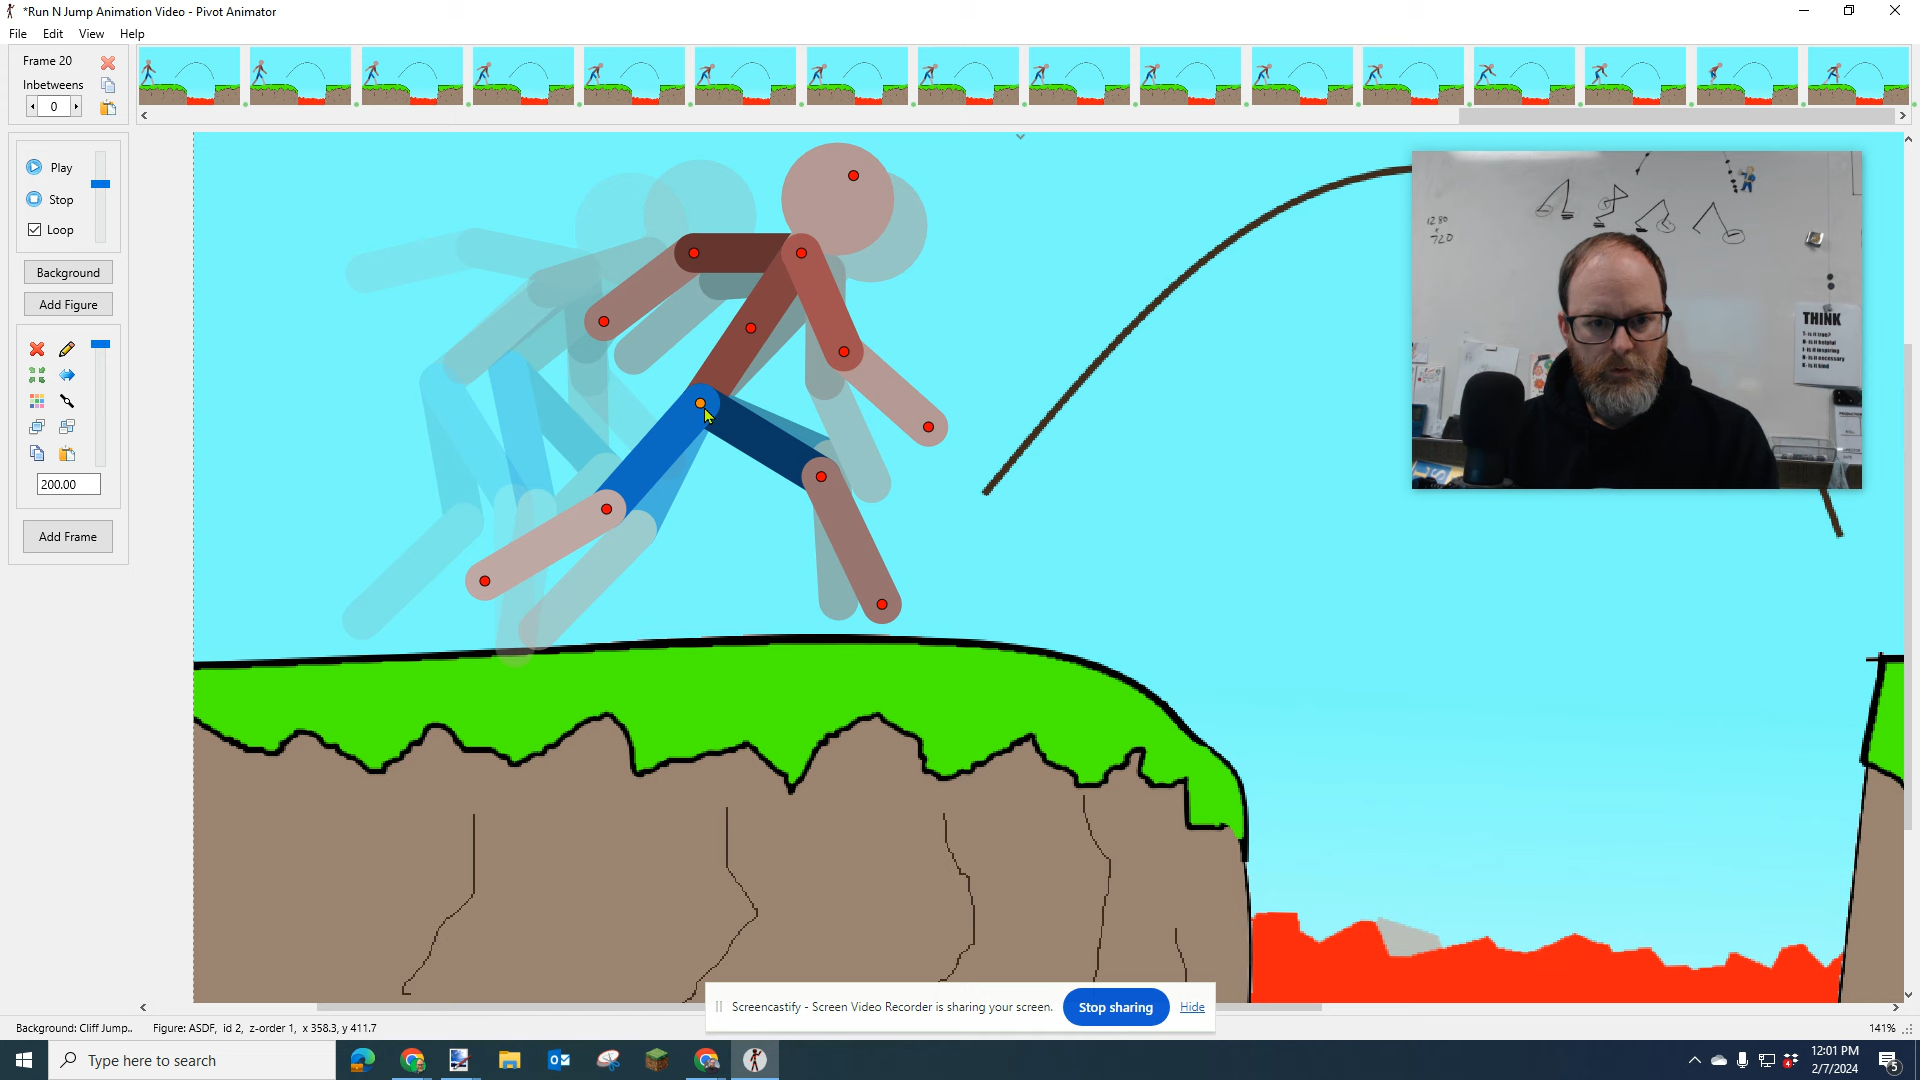 *Run N Jump Animation Video - Pivot Animator
File Edit View Help
Frame 20
Inbetweens
0
Play
Stop
Loop
Background
Add Figure
200.00
Add Frame
1280
720
THINK
Screencastify - Screen Video Recorder is sharing your screen.
Stop sharing
Hide
Background: Cliff Jump.. Figure: ASDF, id 2, z-order 1, x 358.3, y 411.7
141%
Type here to search
12:01 PM
2/7/2024
5